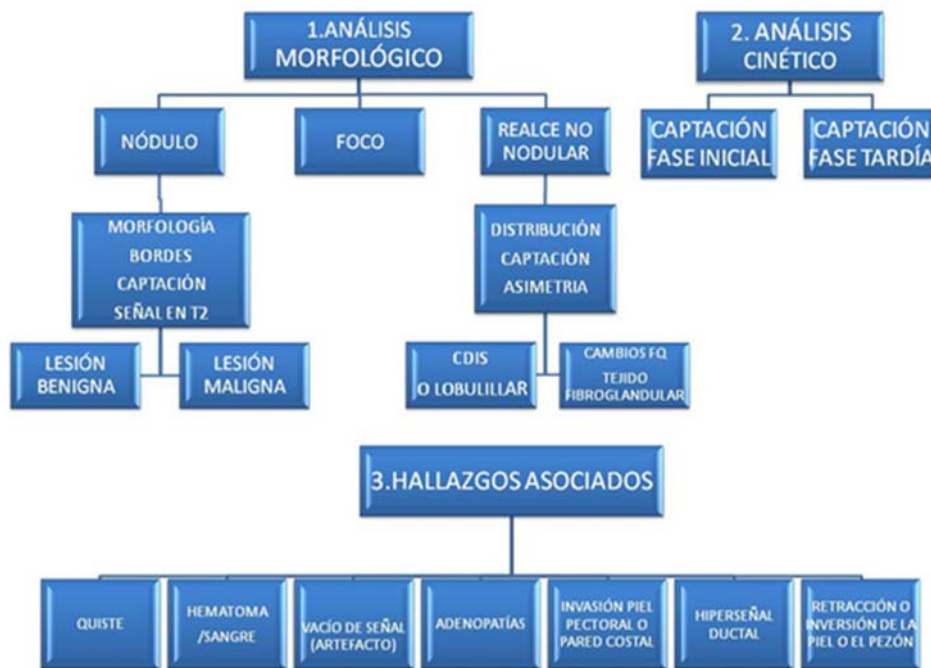 1.ANÁLISIS
MORFOLÓGICO
2. ANÁLISIS
CINÉTICO
NÓDULO
FOCO
REALCE NO
NODULAR
CAPTACIÓN
FASE INICIAL
CAPTACIÓN
FASE TARDÍA
MORFOLOGÍA
BORDES
CAPTACIÓN
SEÑAL EN T2
DISTRIBUCIÓN
CAPTACIÓN
ASIMETRIA
LESIÓN
BENIGNA
LESIÓN
MALIGNA
CDIS
O LOBULILLAR
CAMBIOS FQ
TEJIDO
FIBROGLANDULAR
3.HALLAZGOS ASOCIADOS
QUISTE
HEMATOMA
/SANGRE
VACÍO DE SEÑAL
(ARTEFACTO)
ADENOPATÍAS
INVASIÓN PIEL
PECTORAL O
PARED COSTAL
HIPERSEÑAL
DUCTAL
RETRACCIÓN O
INVERSIÓN DE LA
PIEL O EL PEZÓN